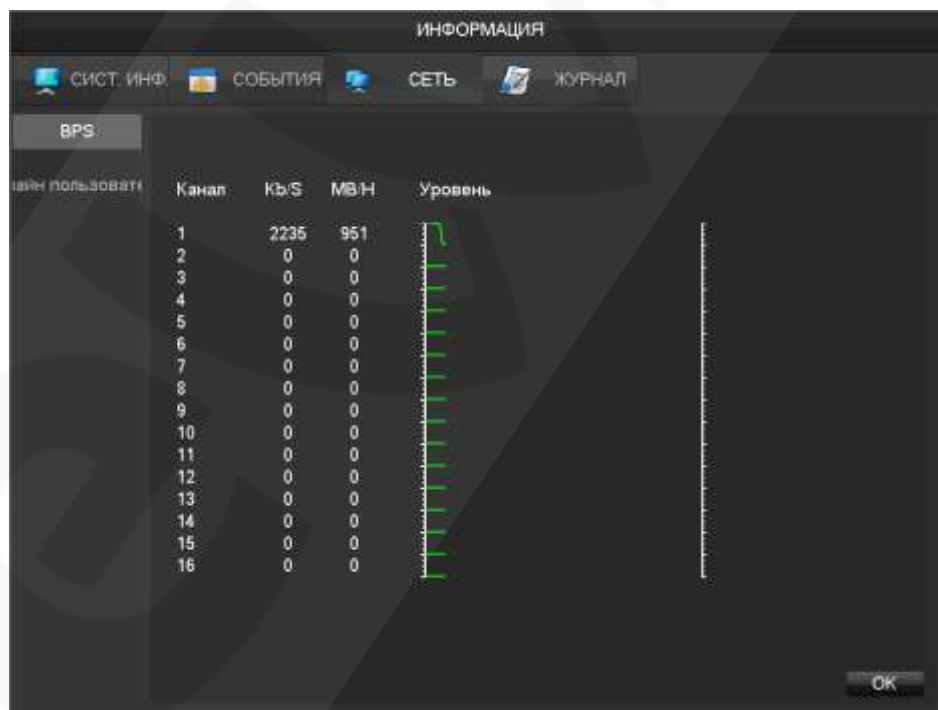 ИНФОРМАЦИЯ
СИСТ. ИНФ. СОБЫТИЯ СЕТЬ ЖУРНАЛ
BPS
лайн пользовате
Канал Kb/S MB/H Уровень
1 2235 951
2 0 0
3 0 0
4 0 0
5 0 0
6 0 0
7 0 0
8 0 0
9 0 0
10 0 0
11 0 0
12 0 0
13 0 0
14 0 0
15 0 0
16 0 0
OK